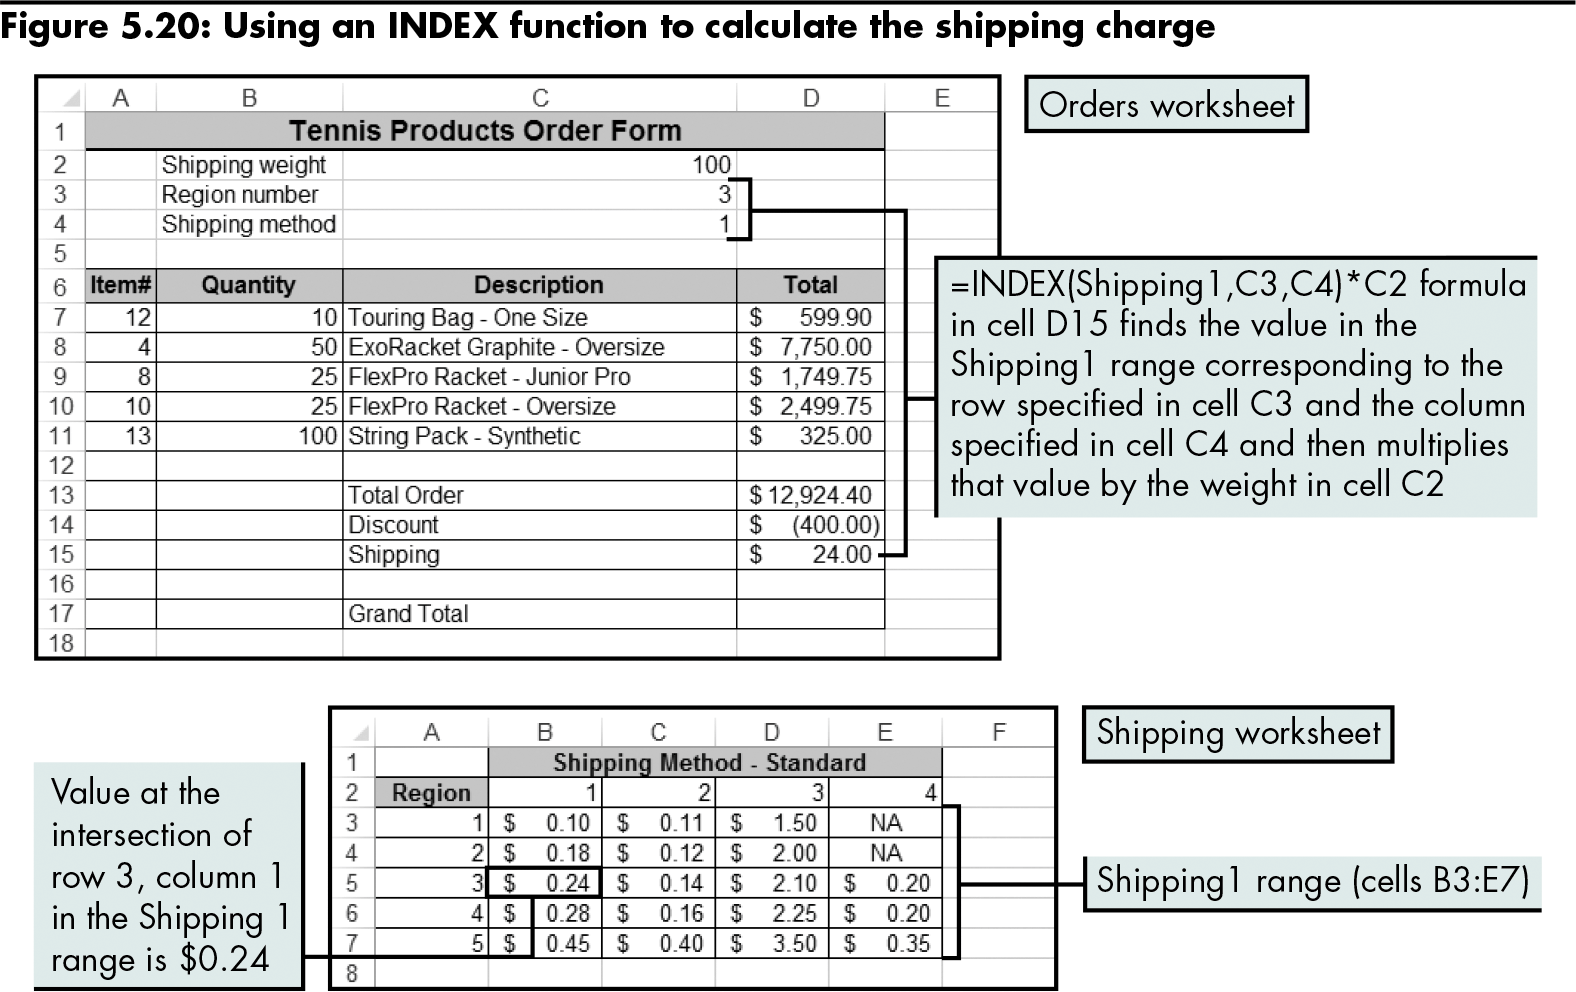 Figure 5.20: Using an INDEX function to calculate the shipping charge
A B C D E
Orders worksheet
1 Tennis Products Order Form
2 Shipping weight 100
3 Region number 3
4 Shipping method 1
5
6 Item# Quantity Description Total
7 12 10 Touring Bag - One Size $ 599.90
8 4 50 ExoRacket Graphite - Oversize $ 7,750.00
9 8 25 FlexPro Racket - Junior Pro $ 1,749.75
10 10 25 FlexPro Racket - Oversize $ 2,499.75
11 13 100 String Pack - Synthetic $ 325.00
12
13 Total Order $ 12,924.40
14 Discount $ (400.00)
15 Shipping $ 24.00
16
17 Grand Total
18
=INDEX(Shipping1,C3,C4)*C2 formula
in cell D15 finds the value in the
Shipping1 range corresponding to the
row specified in cell C3 and the column
specified in cell C4 and then multiplies
that value by the weight in cell C2
A B C D E F
Shipping worksheet
1 Shipping Method - Standard
2 Region 1 2 3 4
3 1 $ 0.10 $ 0.11 $ 1.50 NA
4 2 $ 0.18 $ 0.12 $ 2.00 NA
5 3 $ 0.24 $ 0.14 $ 2.10 $ 0.20
6 4 $ 0.28 $ 0.16 $ 2.25 $ 0.20
7 5 $ 0.45 $ 0.40 $ 3.50 $ 0.35
8
Value at the
intersection of
row 3, column 1
in the Shipping 1
range is $0.24
Shipping1 range (cells B3:E7)